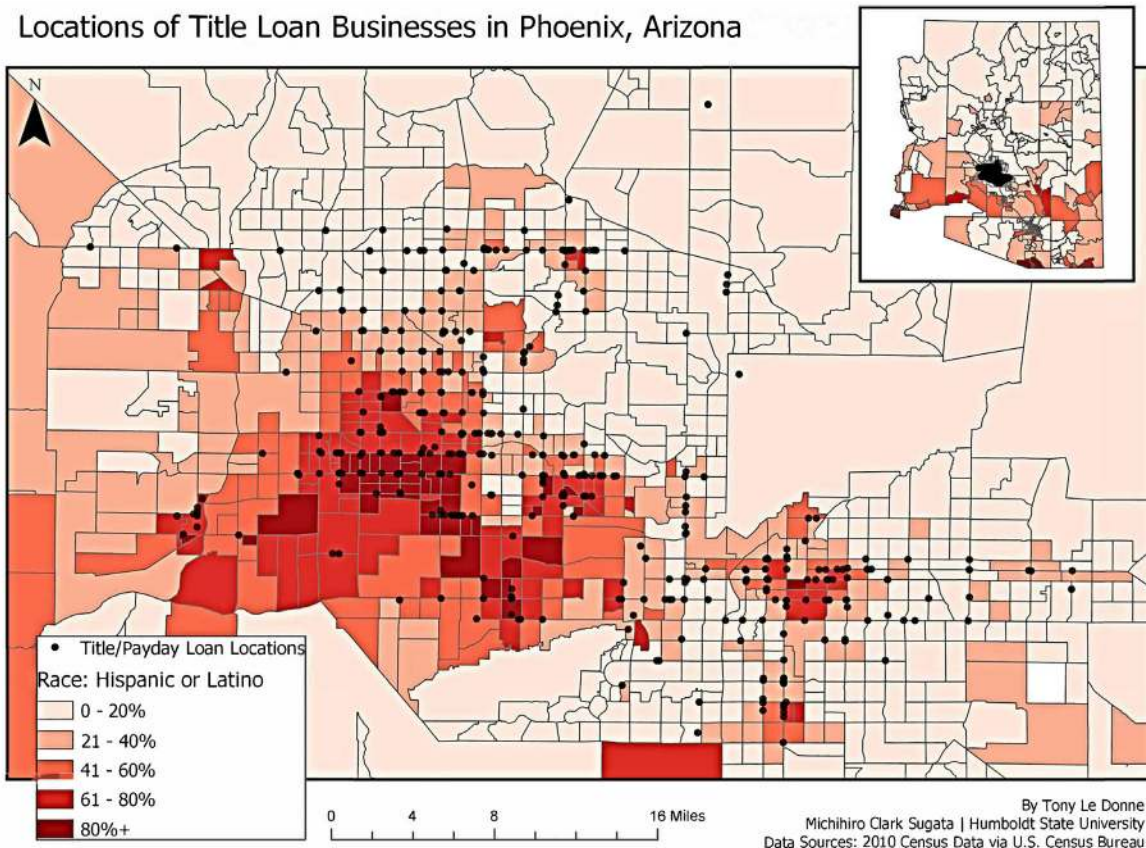 Locations of Title Loan Businesses in Phoenix, Arizona
N
Title/Payday Loan Locations
Race: Hispanic or Latino
0 - 20%
21 - 40%
41 - 60%
61 - 80%
80%+
0 4 8 16 Miles
By Tony Le Donne
Michihiro Clark Sugata | Humboldt State University
Data Sources: 2010 Census Data via U.S. Census Bureau